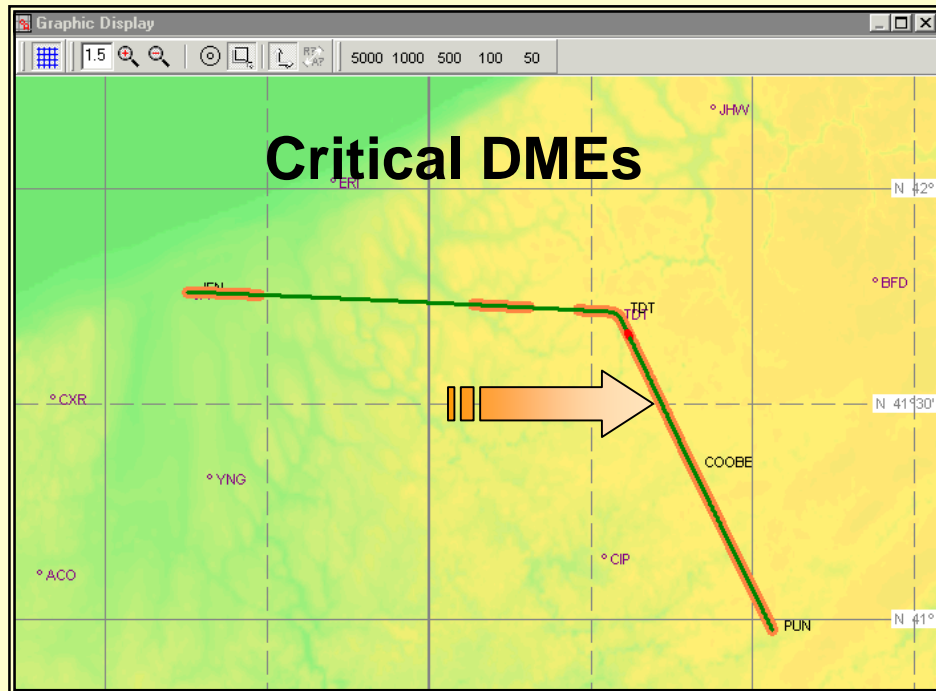 Graphic Display
1.5 5000 1000 500 100 50
JHW
Critical DMEs
ERI
N 42°
BFD
TDT
TDT
CXR
N 41°30'
COOBE
YNG
CIP
ACO
PUN
N 41°